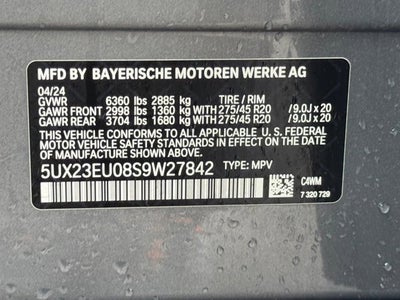 MFD BY BAYERISCHE MOTOREN WERKE AG
04/24
GVWR 6360 lbs 2885 kg TIRE / RIM
GAWR FRONT 2998 lbs 1360 kg ***275/45 R20 /9.0J x 20
GAWR REAR 3704 lbs 1680 kg ***275/45 R20 /9.0J x 20
THIS VEHICLE CONFORMS TO ALL APPLICABLE U. S. FEDERAL
MOTOR VEHICLE SAFETY STANDARDS IN EFFECT ON THE DATE
OF MANUFACTURE SHOWN ABOVE.
5UX23EU08S9W27842 TYPE: MPV
C4WM
7 320 729